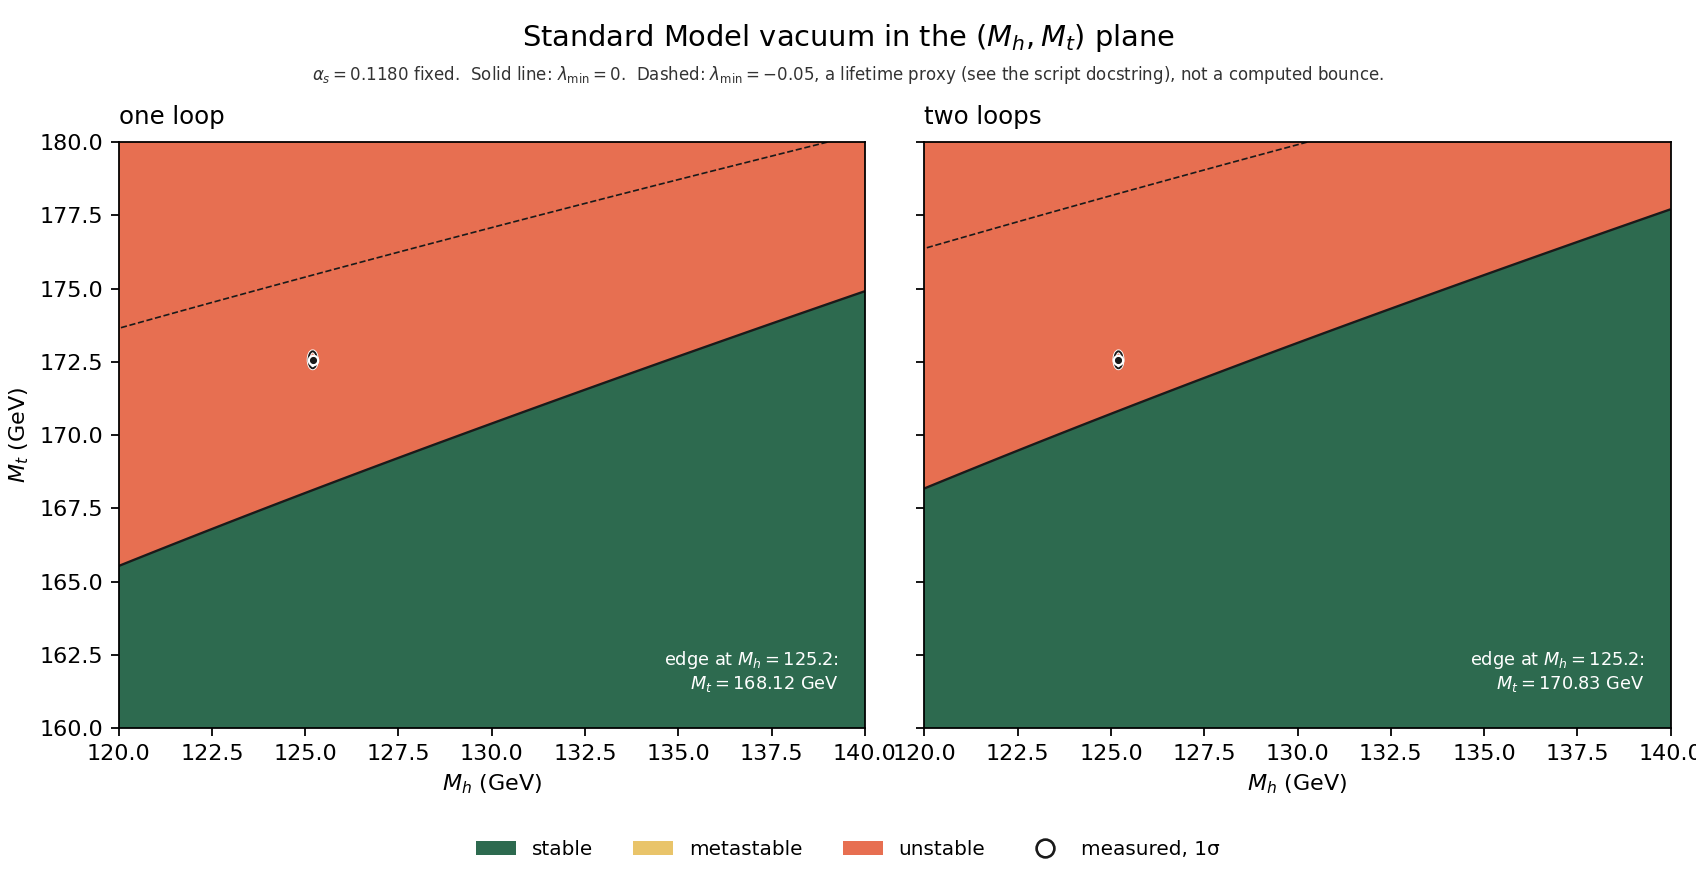 Standard Model vacuum in the (M_h, M_t) plane
α_s = 0.1180 fixed.  Solid line: λ_min = 0.  Dashed: λ_min = −0.05, a lifetime proxy (see the script docstring), not a computed bounce.
one loop
two loops
180.0
177.5
175.0
172.5
170.0
167.5
165.0
162.5
160.0
M_t (GeV)
edge at M_h = 125.2:
M_t = 168.12 GeV
edge at M_h = 125.2:
M_t = 170.83 GeV
120.0 122.5 125.0 127.5 130.0 132.5 135.0 137.5 140.0
120.0 122.5 125.0 127.5 130.0 132.5 135.0 137.5 140.0
M_h (GeV)
M_h (GeV)
stable metastable unstable measured, 1σ